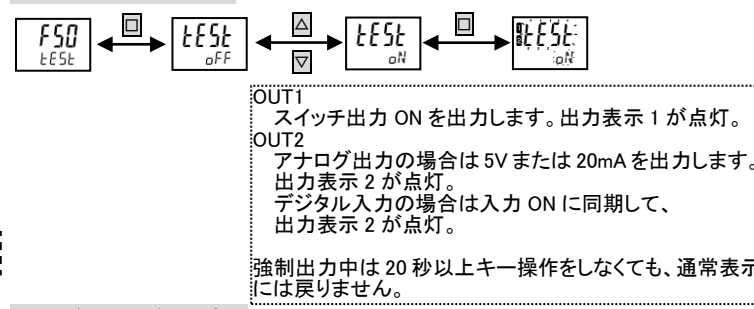 F50
tESt
tESt
oFF
tESt
oN
1
2
tESt
oN
OUT1
スイッチ出力 ON を出力します。出力表示 1 が点灯。
OUT2
アナログ出力の場合は 5V または 20mA を出力します。
出力表示 2 が点灯。
デジタル入力の場合は入力 ON に同期して、
出力表示 2 が点灯。
強制出力中は 20 秒以上キー操作をしなくても、通常表示
には戻りません。